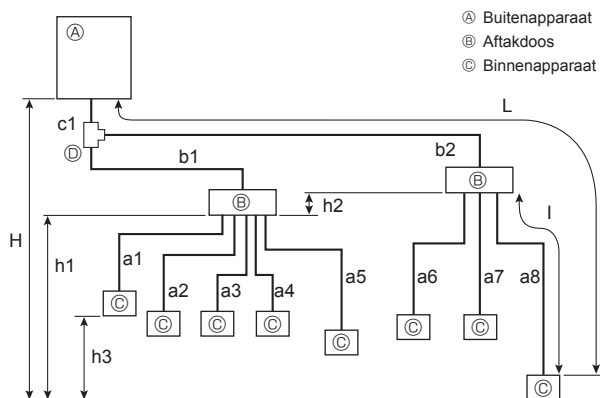 Ⓐ
Ⓐ Buitenapparaat
Ⓑ Aftakdoos
Ⓒ Binnenapparaat
L
c1
Ⓓ
b1
b2
Ⓑ
Ⓑ
h2
l
H
h1
a1
a2
a3
a4
a5
a6
a7
a8
Ⓒ
Ⓒ
Ⓒ
Ⓒ
Ⓒ
Ⓒ
Ⓒ
Ⓒ
h3